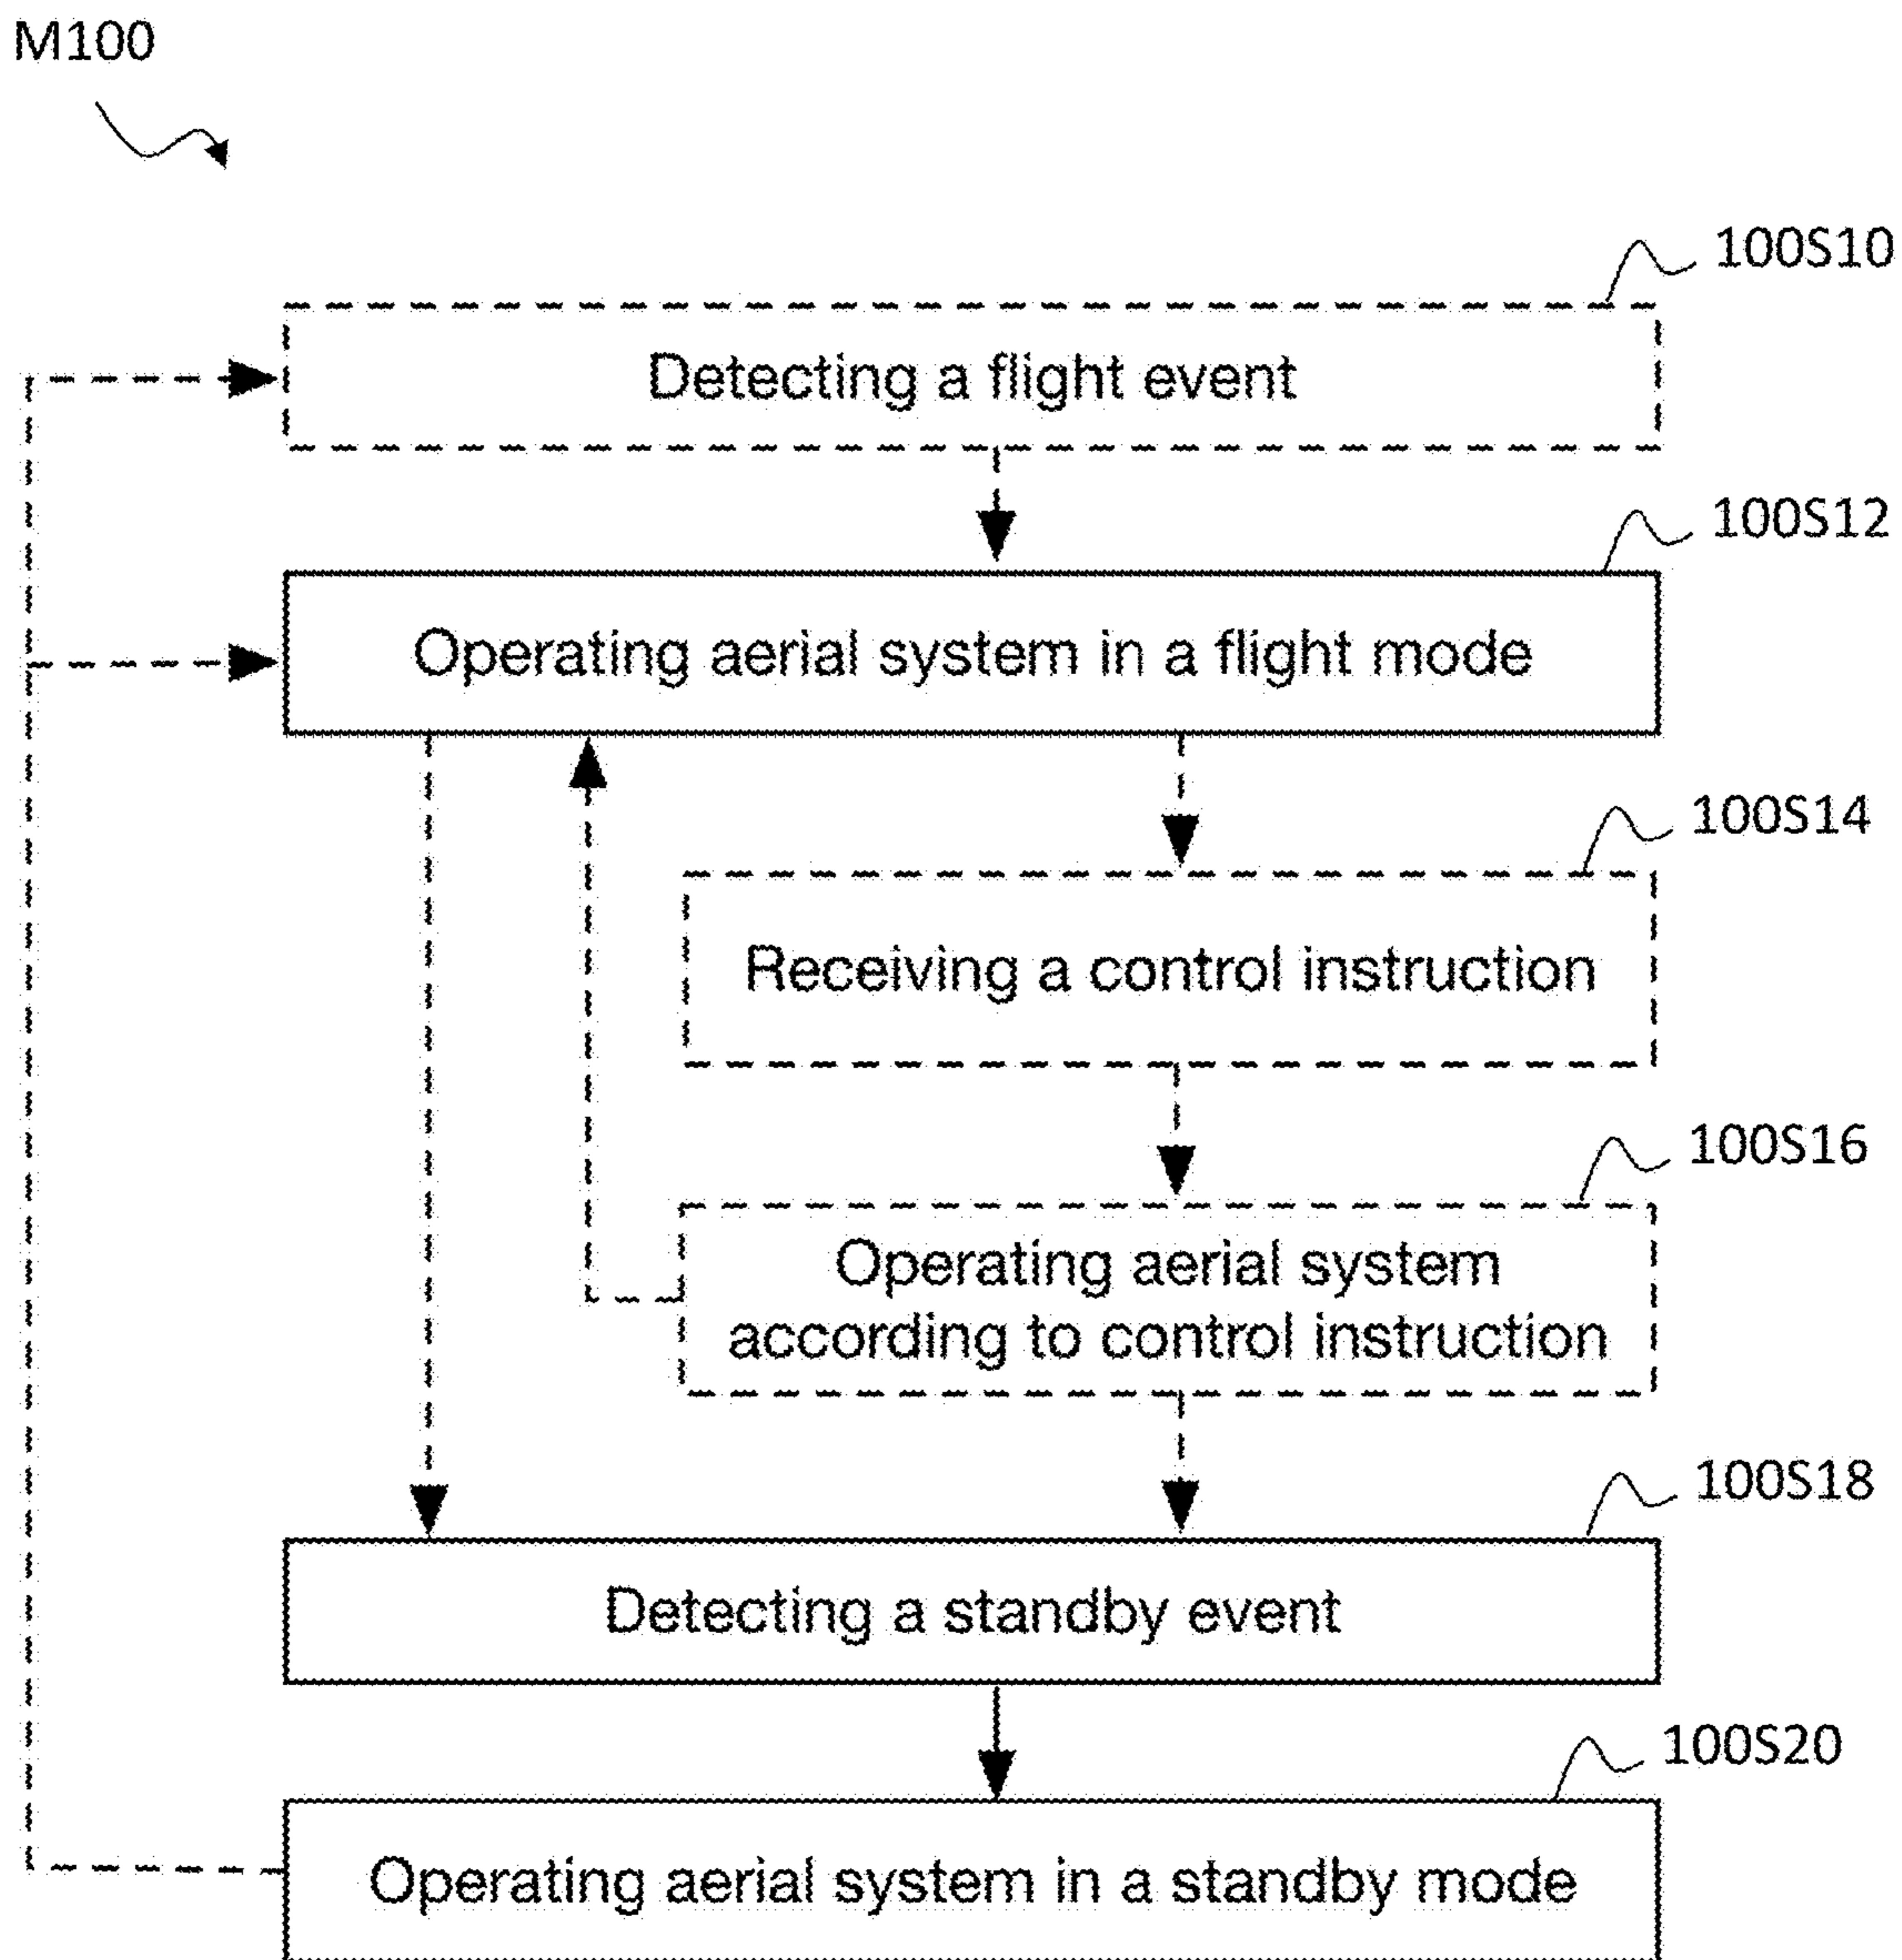 M100
100S10
Detecting a flight event
100S12
Operating aerial system in a flight mode
100S14
Receiving a control instruction
100S16
Operating aerial system
according to control instruction
100S18
Detecting a standby event
100S20
Operating aerial system in a standby mode